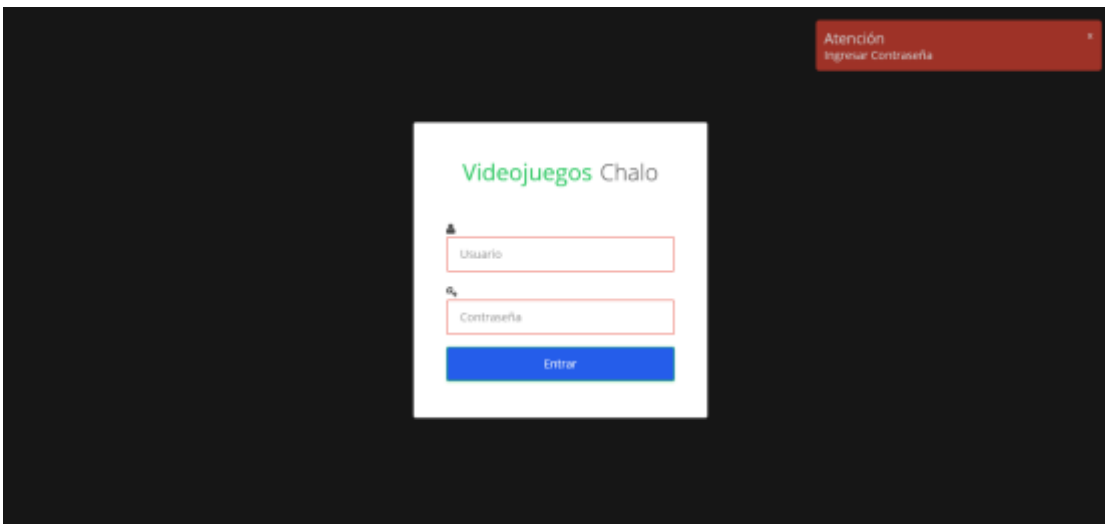 Atención
x
Ingresar Contraseña
Videojuegos Chalo
Usuario
Contraseña
Entrar